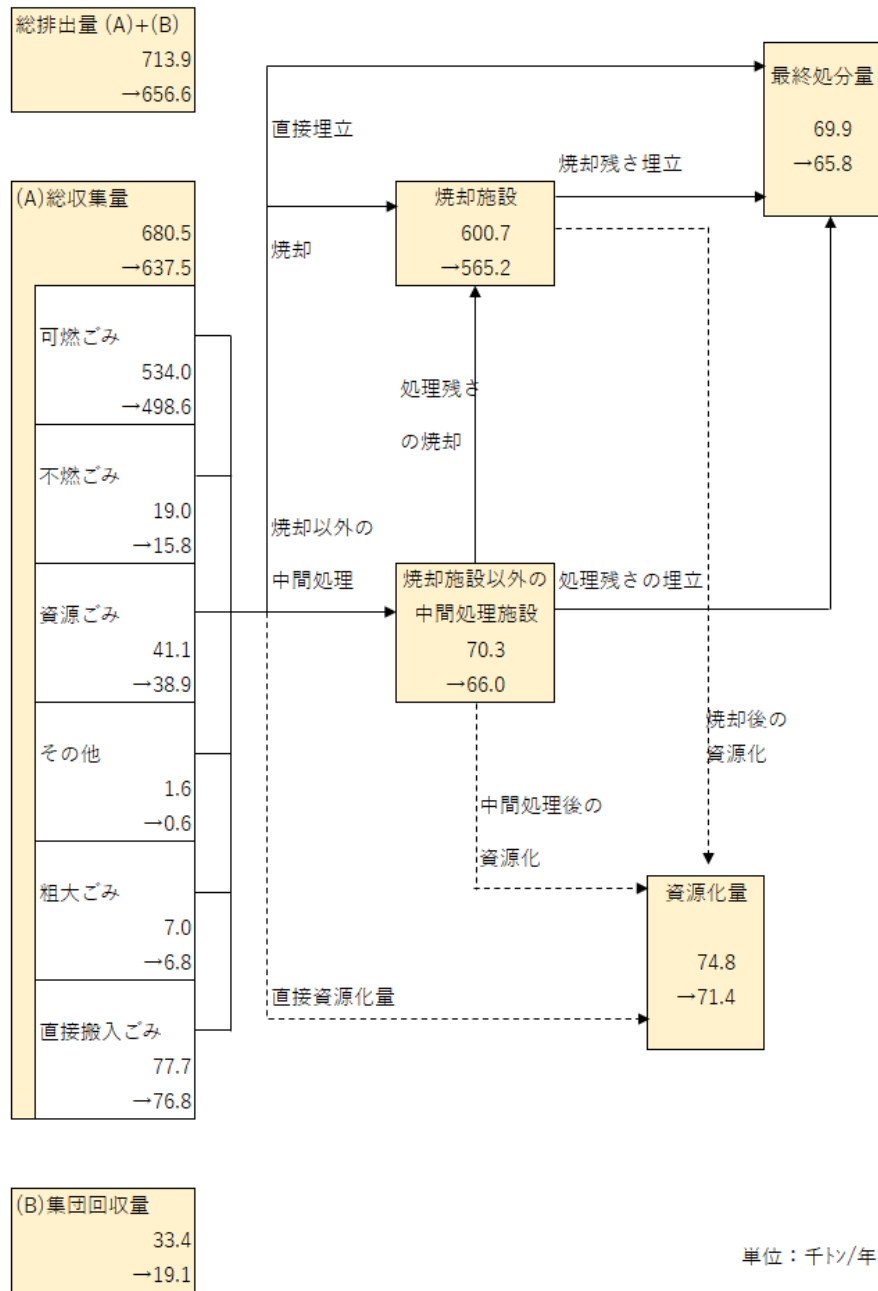 総排出量 (A)+(B)
713.9
→656.6
最終処分量
69.9
→65.8
直接埋立
焼却残さ埋立
(A)総収集量
680.5
→637.5
焼却施設
600.7
→565.2
焼却
可燃ごみ
534.0
→498.6
処理残さ
の焼却
不燃ごみ
19.0
→15.8
焼却以外の
中間処理
焼却施設以外の
中間処理施設
70.3
→66.0
処理残さの埋立
資源ごみ
41.1
→38.9
焼却後の
資源化
その他
1.6
→0.6
中間処理後の
資源化
粗大ごみ
7.0
→6.8
資源化量
74.8
→71.4
直接資源化量
直接搬入ごみ
77.7
→76.8
(B)集団回収量
33.4
→19.1
単位：千㌧/年